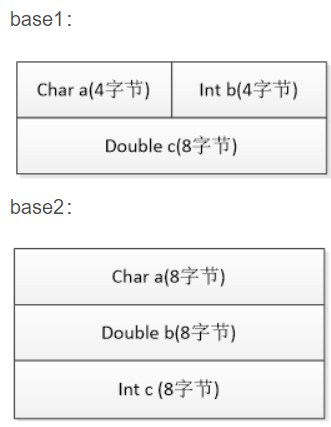 base1：
Char a(4字节)
Int b(4字节)
Double c(8字节)
base2：
Char a(8字节)
Double b(8字节)
Int c (8字节)